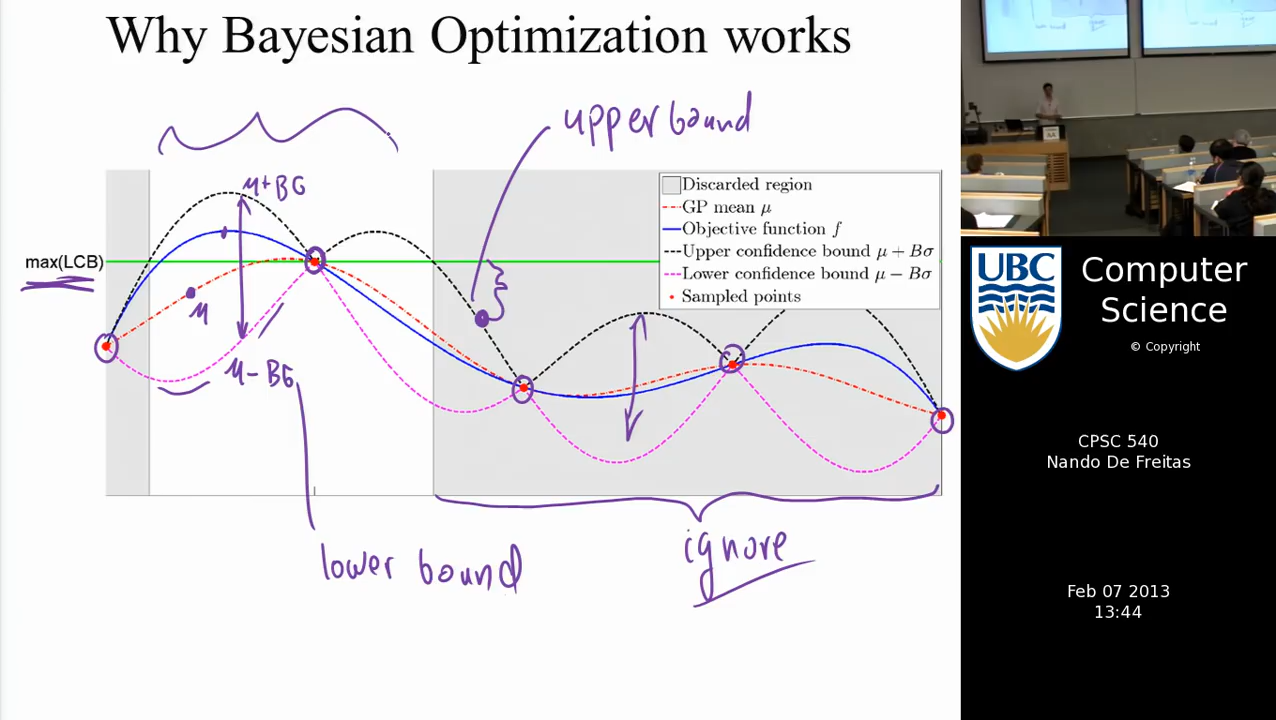 Why Bayesian Optimization works
upper bound
μ+Bσ
Discarded region
GP mean μ
Objective function f
Upper confidence bound μ + Bσ
Lower confidence bound μ − Bσ
Sampled points
max(LCB)
μ
μ − Bσ
lower bound
ignore
UBC
Computer
Science
© Copyright
CPSC 540
Nando De Freitas
Feb 07 2013
13:44